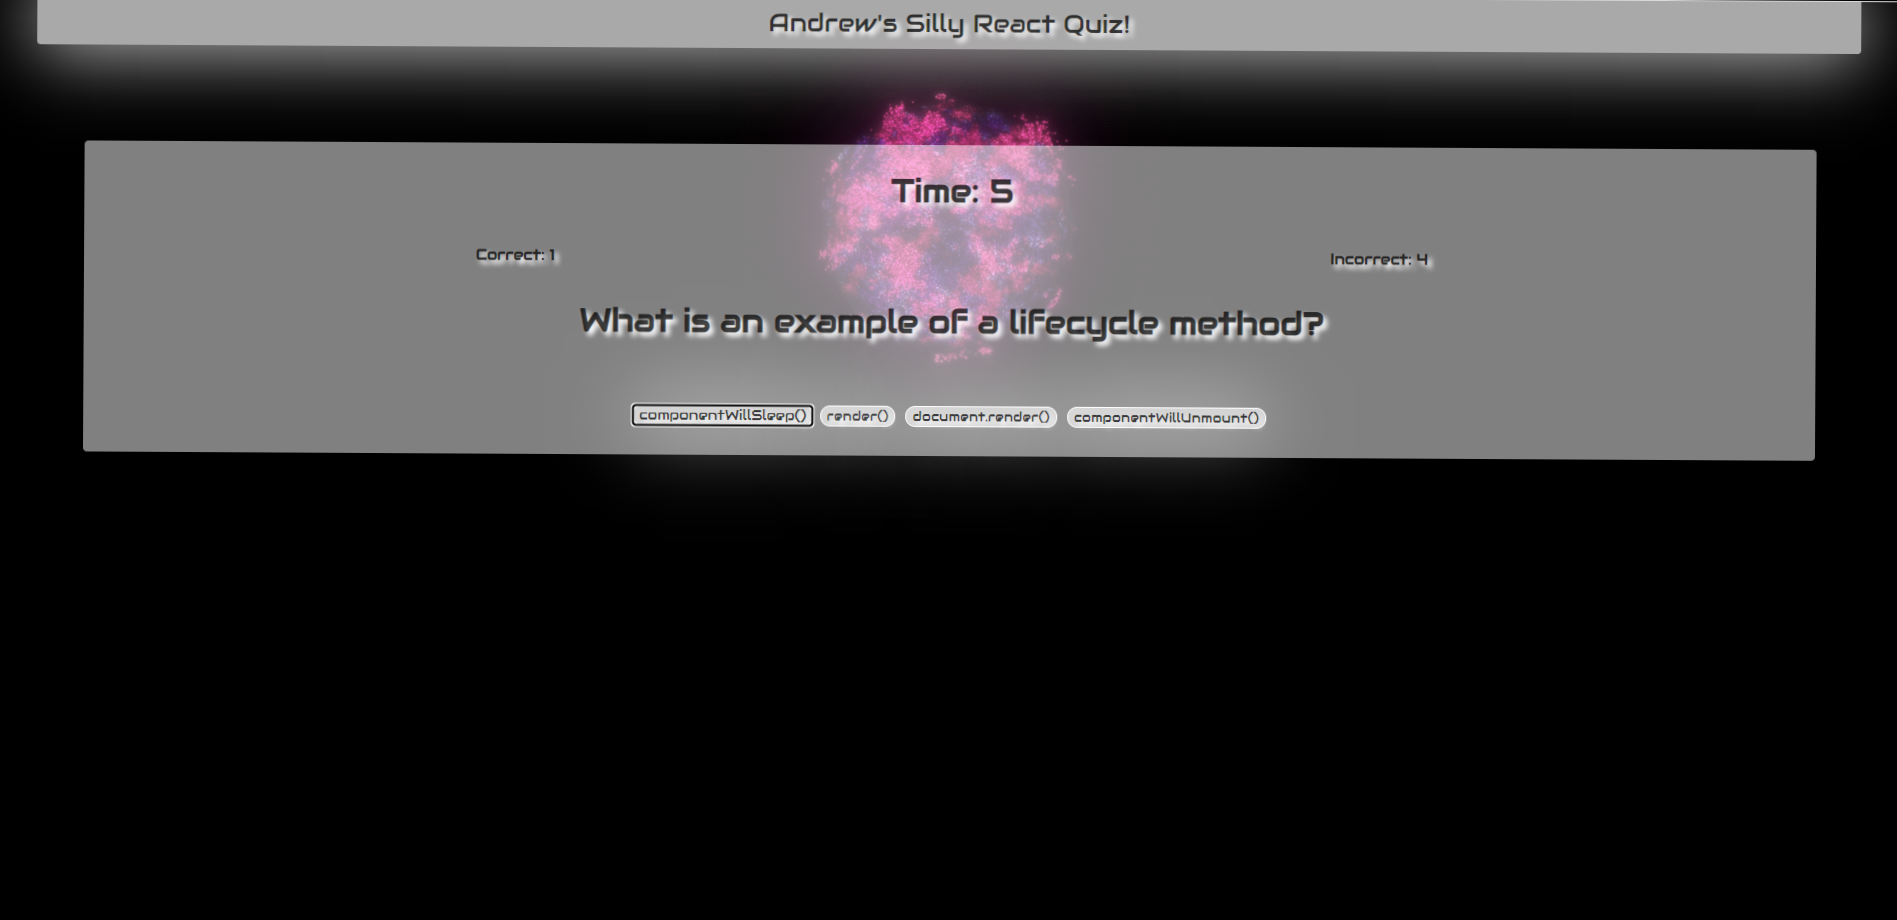 Andrew's Silly React Quiz!
Time: 5
Correct: 1
Incorrect: 4
What is an example of a lifecycle method?
componentWillSleep()
render()
document.render()
componentWillUnmount()